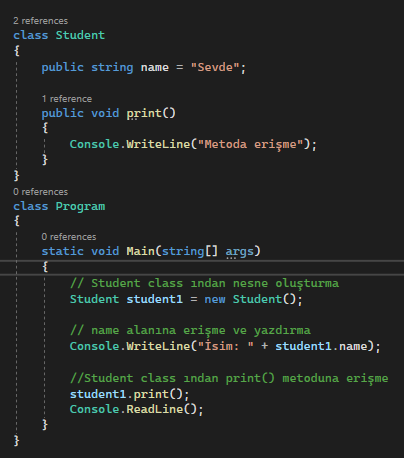 2 references
class Student
{
public string name = "Sevde";
1 reference
public void print()
{
Console.WriteLine("Metoda erişme");
}
}
0 references
class Program
{
0 references
static void Main(string[] args)
{
// Student class ından nesne oluşturma
Student student1 = new Student();
// name alanına erişme ve yazdırma
Console.WriteLine("İsim: " + student1.name);
//Student class ından print() metoduna erişme
student1.print();
Console.ReadLine();
}
}